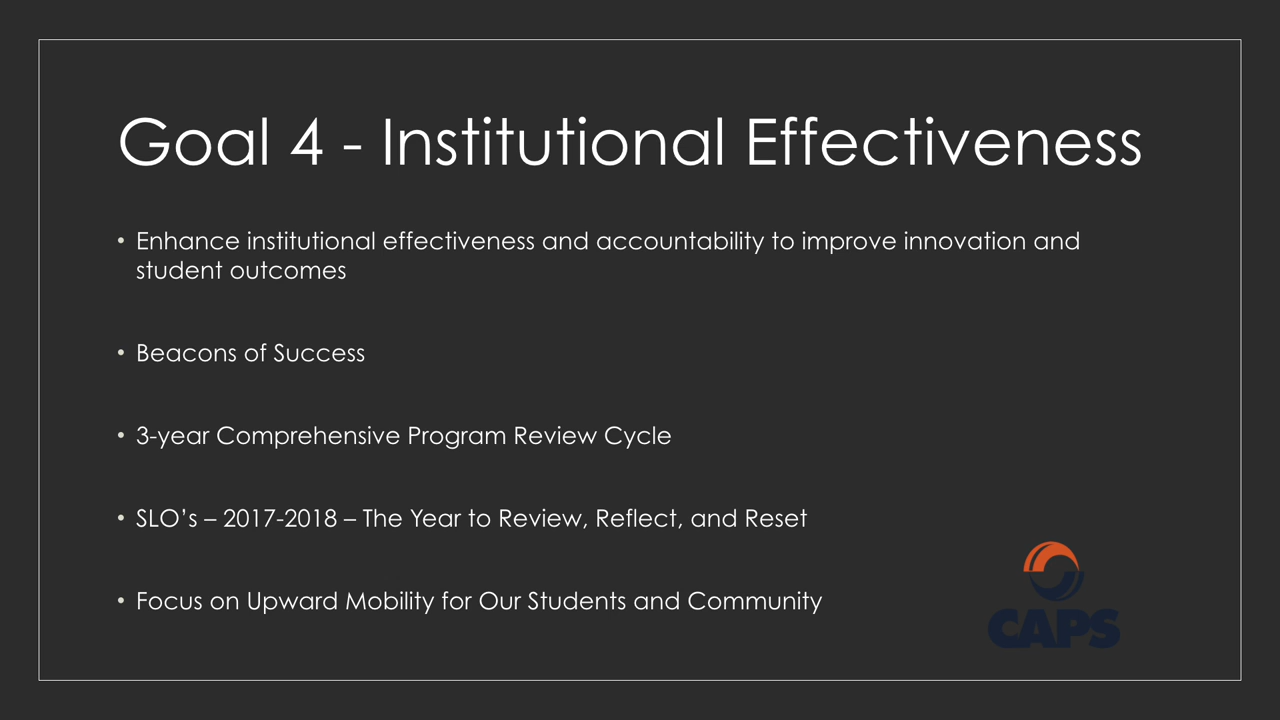 Goal 4 - Institutional Effectiveness
• Enhance institutional effectiveness and accountability to improve innovation and
student outcomes
• Beacons of Success
• 3-year Comprehensive Program Review Cycle
• SLO’s – 2017-2018 – The Year to Review, Reflect, and Reset
• Focus on Upward Mobility for Our Students and Community
CAPS